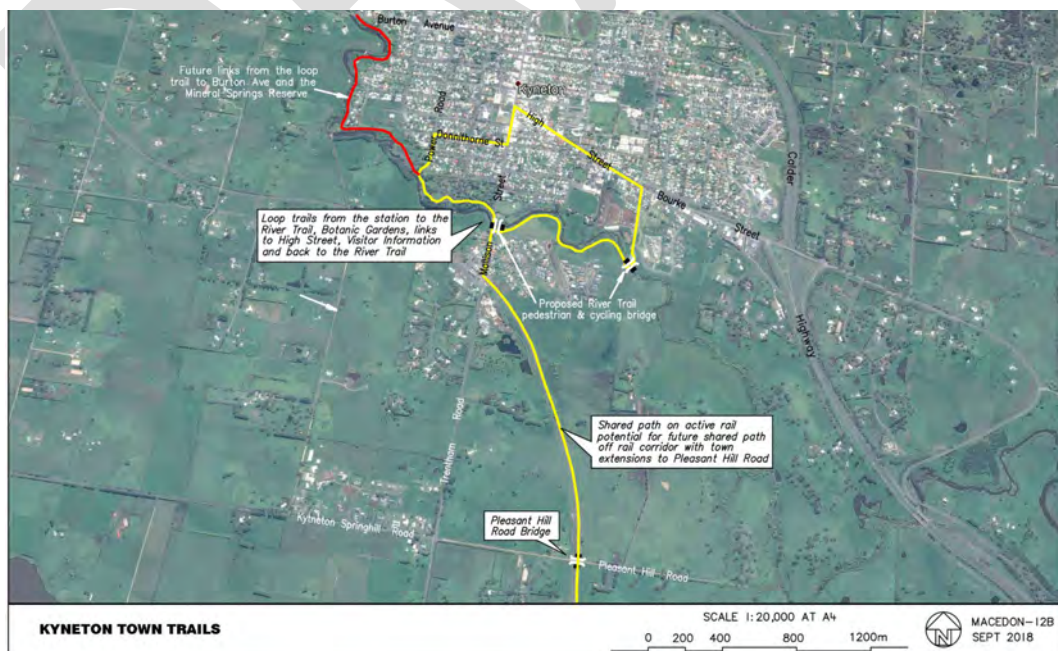 Burton Avenue
Future links from the loop
trail to Burton Ave and the
Mineral Springs Reserve
Kyneton
Road
High
Street
Calder
Street
Bourke
Street
Loop trails from the station to the
River Trail, Botanic Gardens, links
to High Street, Visitor Information
and back to the River Trail
Mollison
Proposed River Trail
pedestrian & cycling bridge
Highway
Shared path on active rail
potential for future shared path
off rail corridor with town
extensions to Pleasant Hill Road
Trentham Road
Kytneton Springhill Road
Pleasant Hill
Road Bridge
Pleasant Hill Road
KYNETON TOWN TRAILS
SCALE 1:20,000 AT A4
0 200 400 800 1200m
N
MACEDON-12B
SEPT 2018